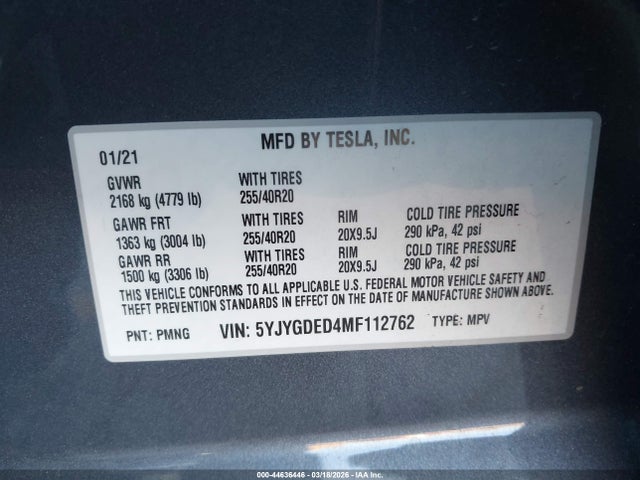 MFD BY TESLA, INC.
01/21
GVWR WITH TIRES
2168 kg (4779 lb) 255/40R20
GAWR FRT WITH TIRES RIM COLD TIRE PRESSURE
1363 kg (3004 lb) 255/40R20 20X9.5J 290 kPa, 42 psi
GAWR RR WITH TIRES RIM COLD TIRE PRESSURE
1500 kg (3306 lb) 255/40R20 20X9.5J 290 kPa, 42 psi
THIS VEHICLE CONFORMS TO ALL APPLICABLE U.S. FEDERAL MOTOR VEHICLE SAFETY AND
THEFT PREVENTION STANDARDS IN EFFECT ON THE DATE OF MANUFACTURE SHOWN ABOVE.
PNT: PMNG VIN: 5YJYGDED4MF112762 TYPE: MPV
000-44636446 - 03/18/2026 - IAA Inc.